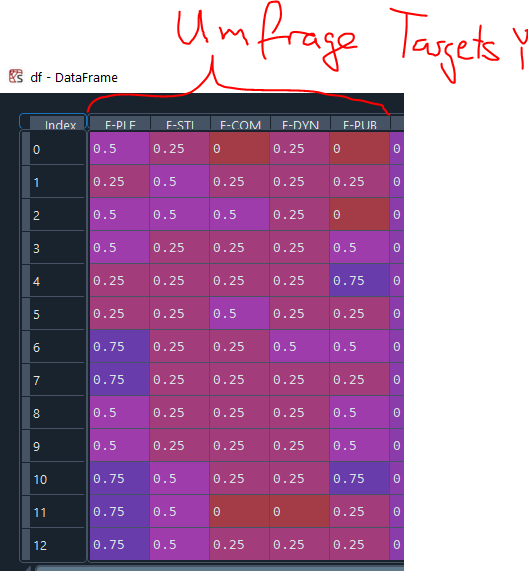 Umfrage Targets
df - DataFrame
Index E-PLE E-STI E-COM E-DYN E-PUB
0 0.5 0.25 0 0.25 0 0
1 0.25 0.5 0.25 0.25 0.25 0
2 0.5 0.5 0.5 0.25 0 0
3 0.5 0.25 0.25 0.25 0.5 0
4 0.25 0.25 0.25 0.25 0.75 0
5 0.25 0.25 0.5 0.25 0.25 0
6 0.75 0.25 0.25 0.5 0.5 0
7 0.75 0.25 0.25 0.25 0.25 0
8 0.5 0.25 0.25 0.25 0.5 0
9 0.5 0.25 0.25 0.25 0.5 0
10 0.75 0.5 0.25 0.25 0.75 0
11 0.75 0.5 0 0 0.25 0
12 0.75 0.5 0.25 0.25 0.25 0